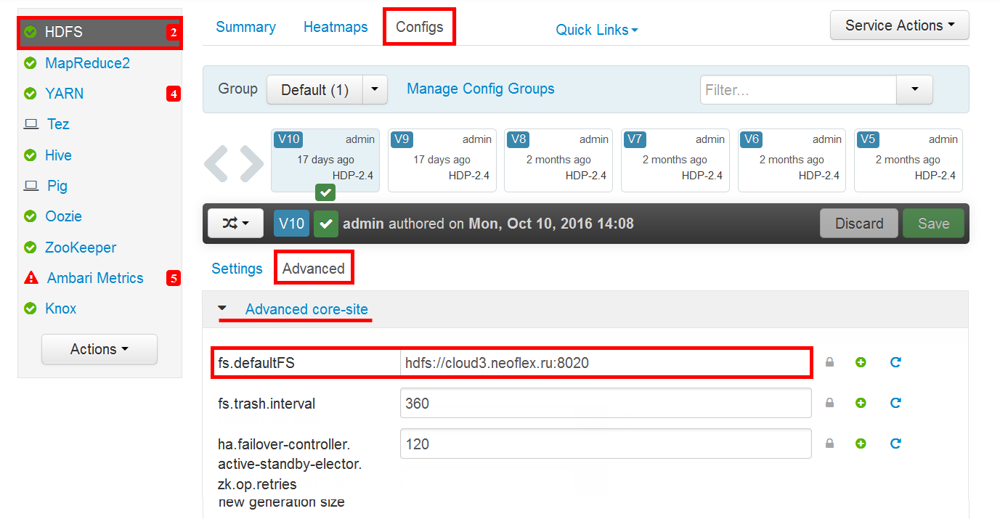 HDFS 2
MapReduce2
YARN 4
Tez
Hive
Pig
Oozie
ZooKeeper
Ambari Metrics 5
Knox
Actions
Summary Heatmaps Configs Quick Links Service Actions
Group Default (1) Manage Config Groups Filter...
V10 admin
17 days ago
HDP-2.4
V9 admin
17 days ago
HDP-2.4
V8 admin
2 months ago
HDP-2.4
V7 admin
2 months ago
HDP-2.4
V6 admin
2 months ago
HDP-2.4
V5 admin
2 months ago
HDP-2.4
V10 admin authored on Mon, Oct 10, 2016 14:08 Discard Save
Settings Advanced
Advanced core-site
fs.defaultFS hdfs://cloud3.neoflex.ru:8020
fs.trash.interval 360
ha.failover-controller. 120
active-standby-elector.
zk.op.retries
new generation size